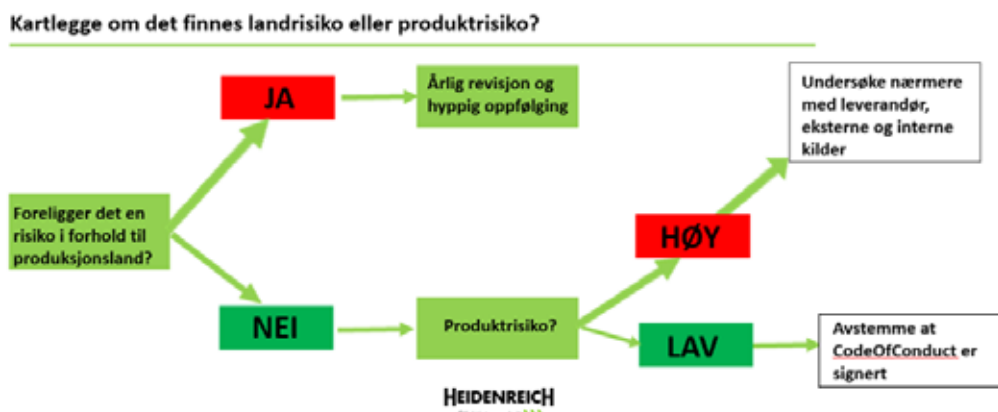 Kartlegge om det finnes landrisiko eller produktrisiko?
JA
Årlig revisjon og
hyppig oppfølging
Undersøke nærmere
med leverandør,
eksterne og interne
kilder
Foreligger det en
risiko i forhold til
produksjonsland?
HØY
NEI
Produktrisiko?
LAV
Avstemme at
CodeOfConduct er
signert
HEIDENREICH